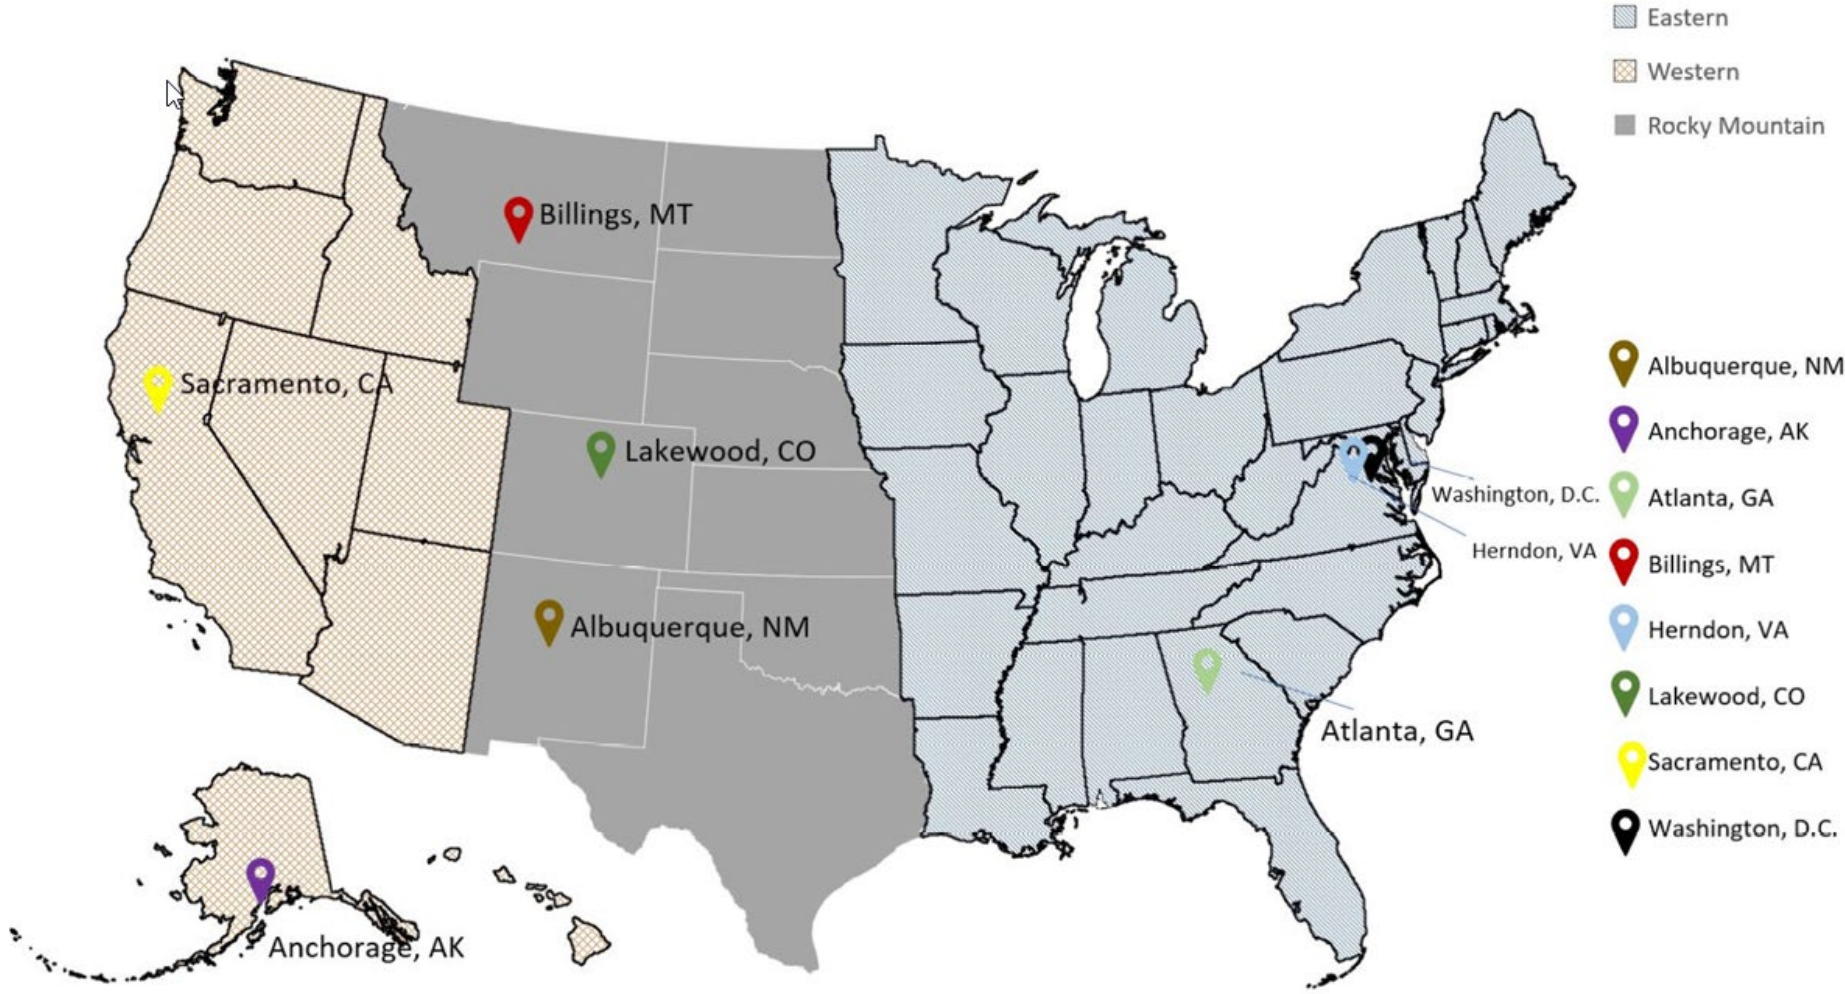 Eastern
Western
Rocky Mountain
Billings, MT
Sacramento, CA
Lakewood, CO
Albuquerque, NM
Washington, D.C.
Herndon, VA
Atlanta, GA
Anchorage, AK
Albuquerque, NM
Anchorage, AK
Atlanta, GA
Billings, MT
Herndon, VA
Lakewood, CO
Sacramento, CA
Washington, D.C.